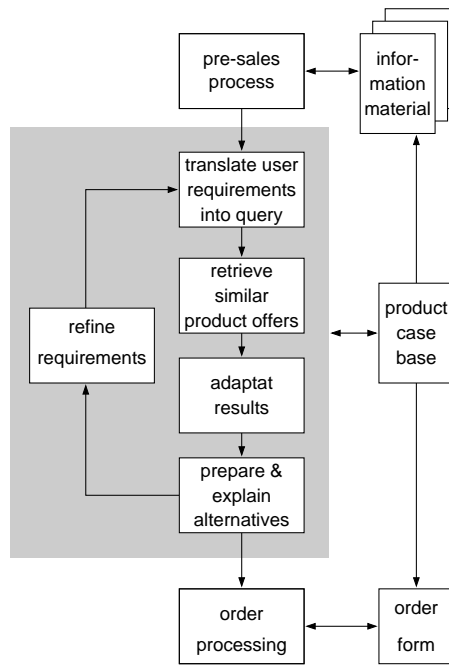 pre-sales
process
infor-
mation
material
translate user
requirements
into query
retrieve
similar
product offers
refine
requirements
product
case
base
adaptat
results
prepare &
explain
alternatives
order
processing
order
form